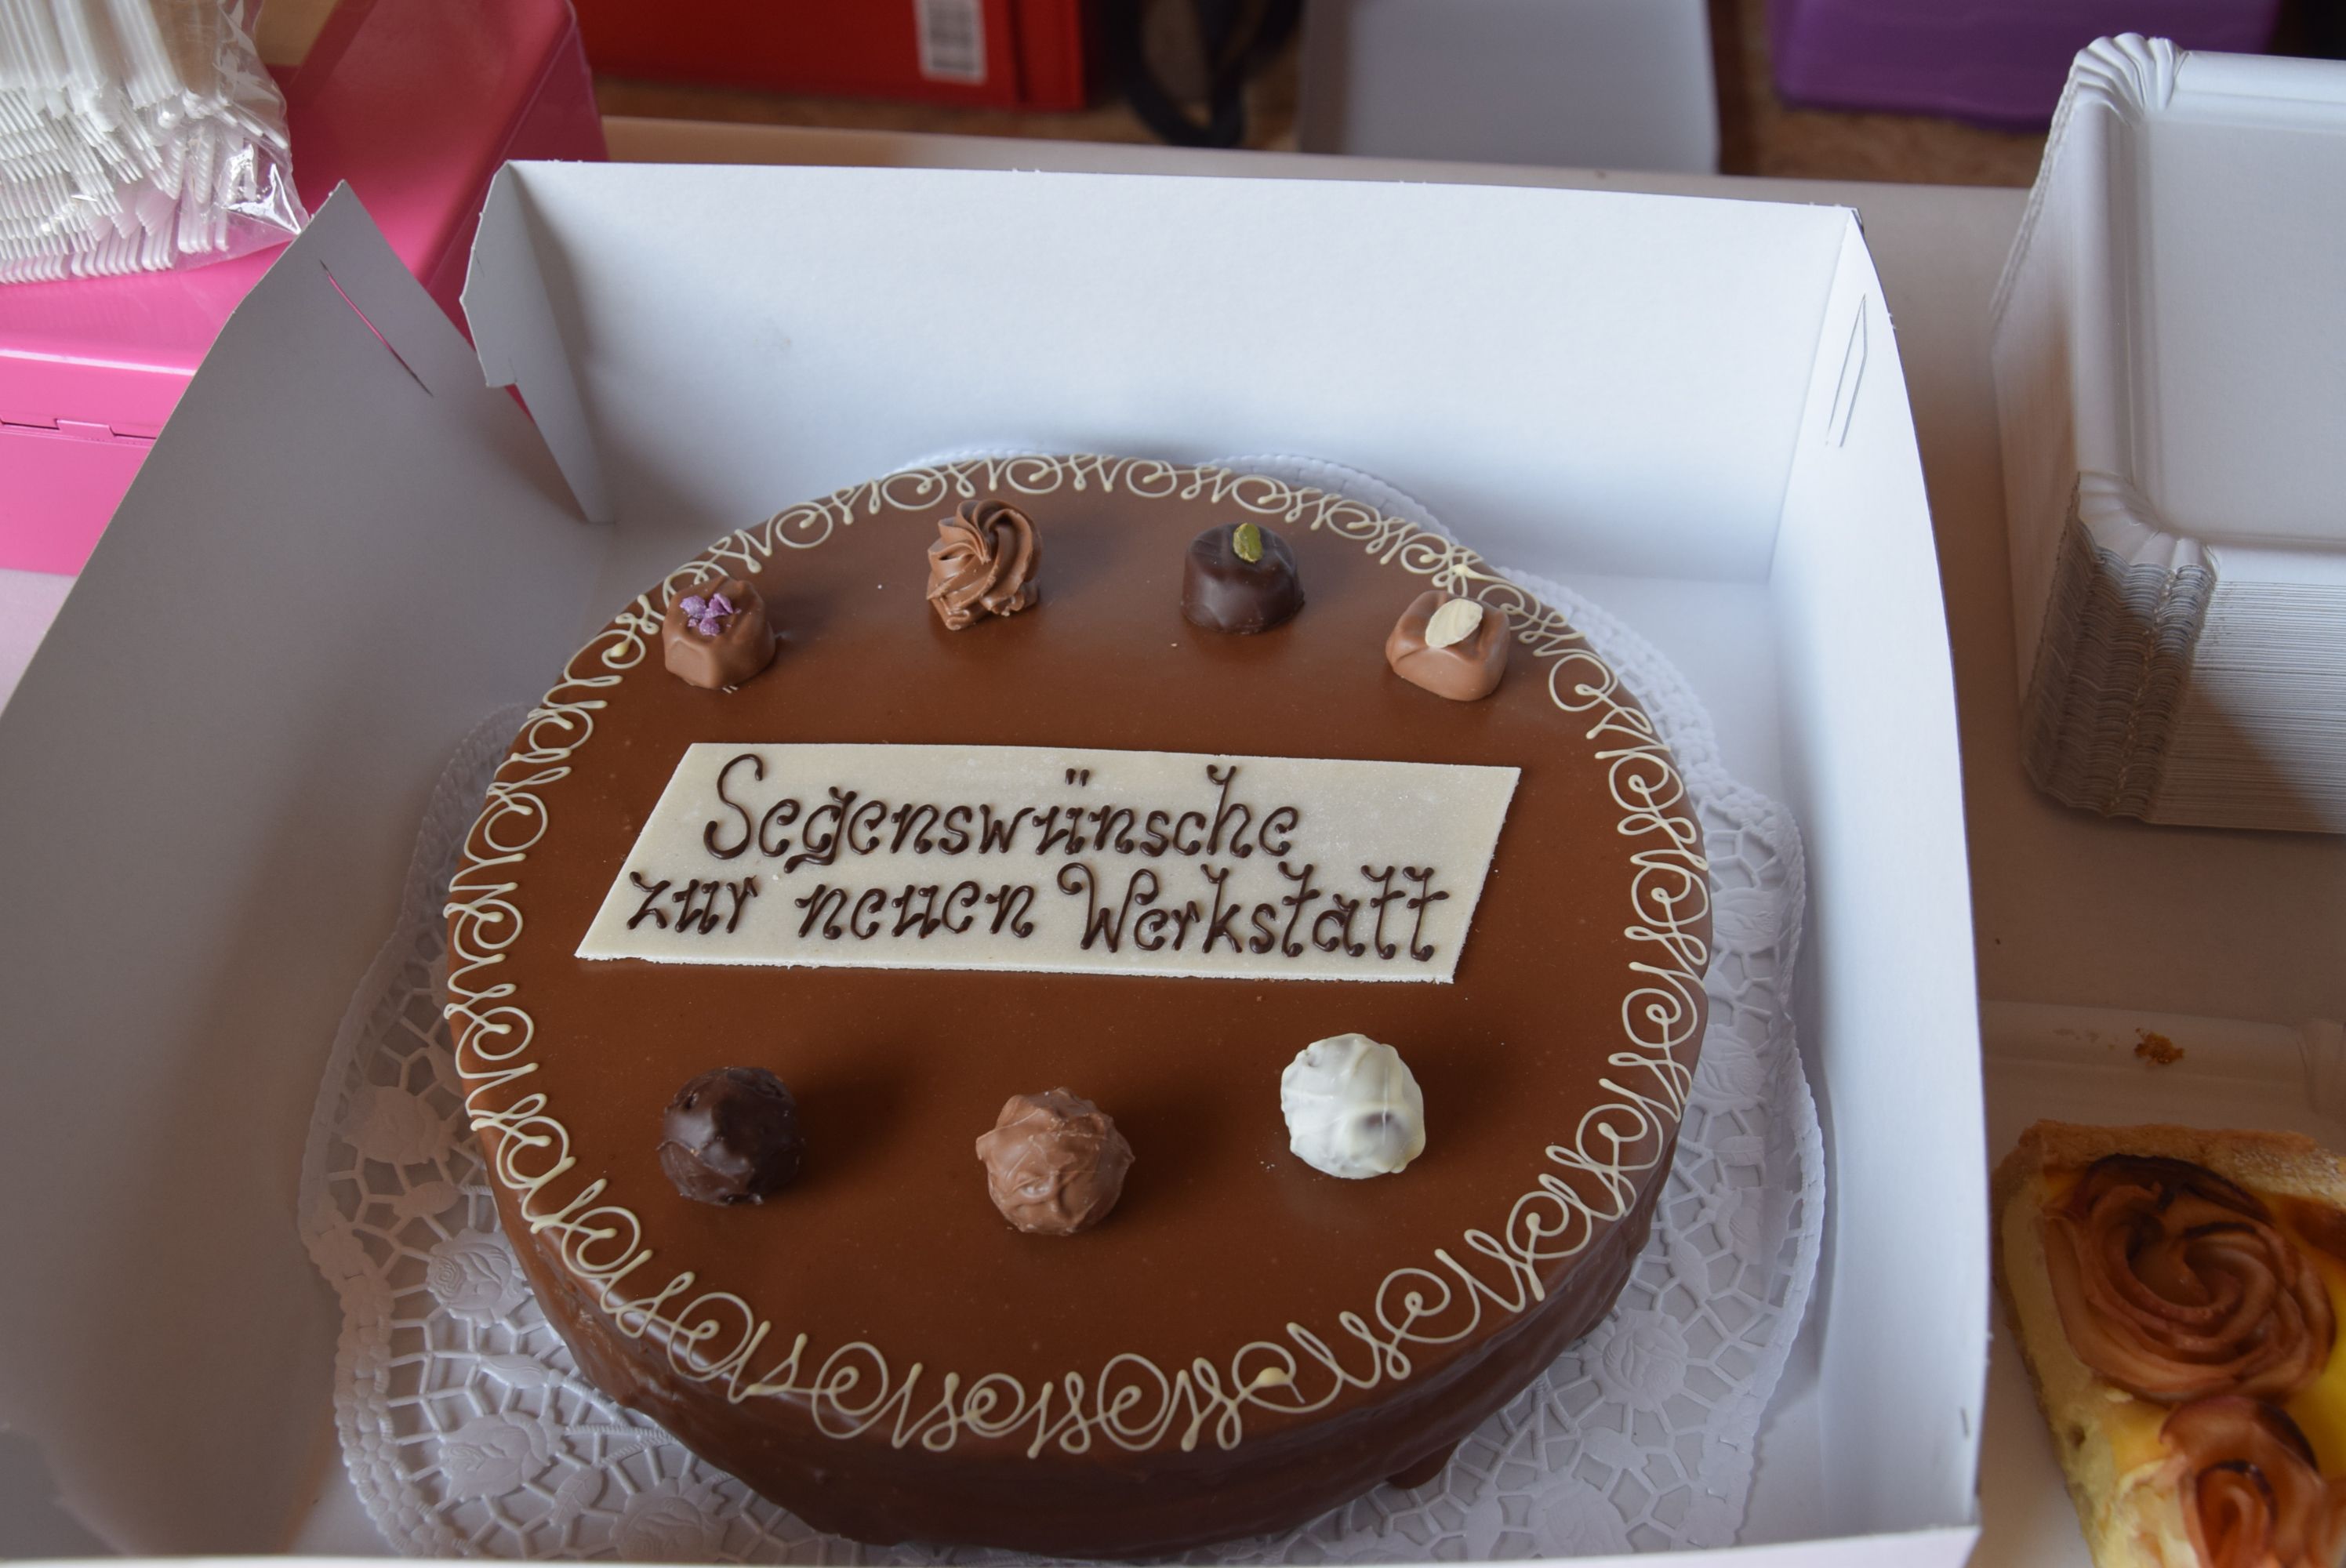 Segenswünsche
zur neuen Werkstatt